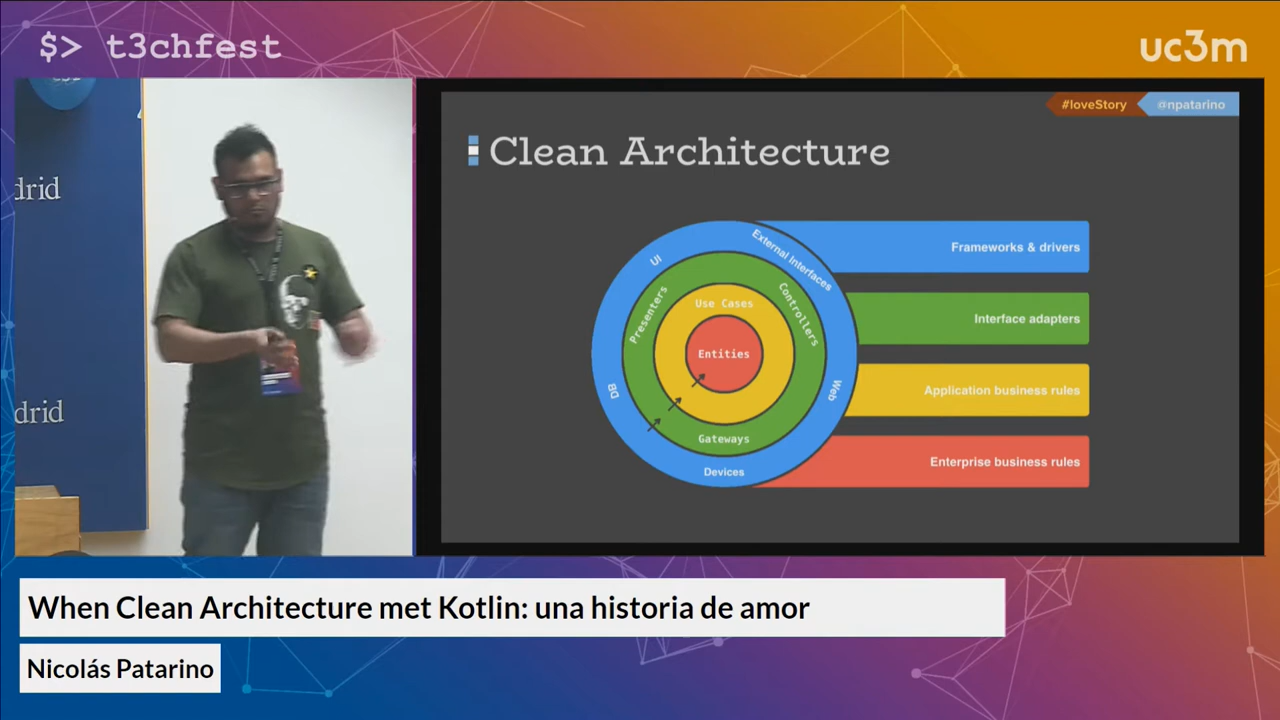 $> t3chfest
uc3m
drid
drid
#loveStory
@npatarino
Clean Architecture
External Interfaces
UI
Frameworks & drivers
Presenters
Controllers
Use Cases
Interface adapters
Entities
DB
Web
Application business rules
Gateways
Devices
Enterprise business rules
When Clean Architecture met Kotlin: una historia de amor
Nicolás Patarino